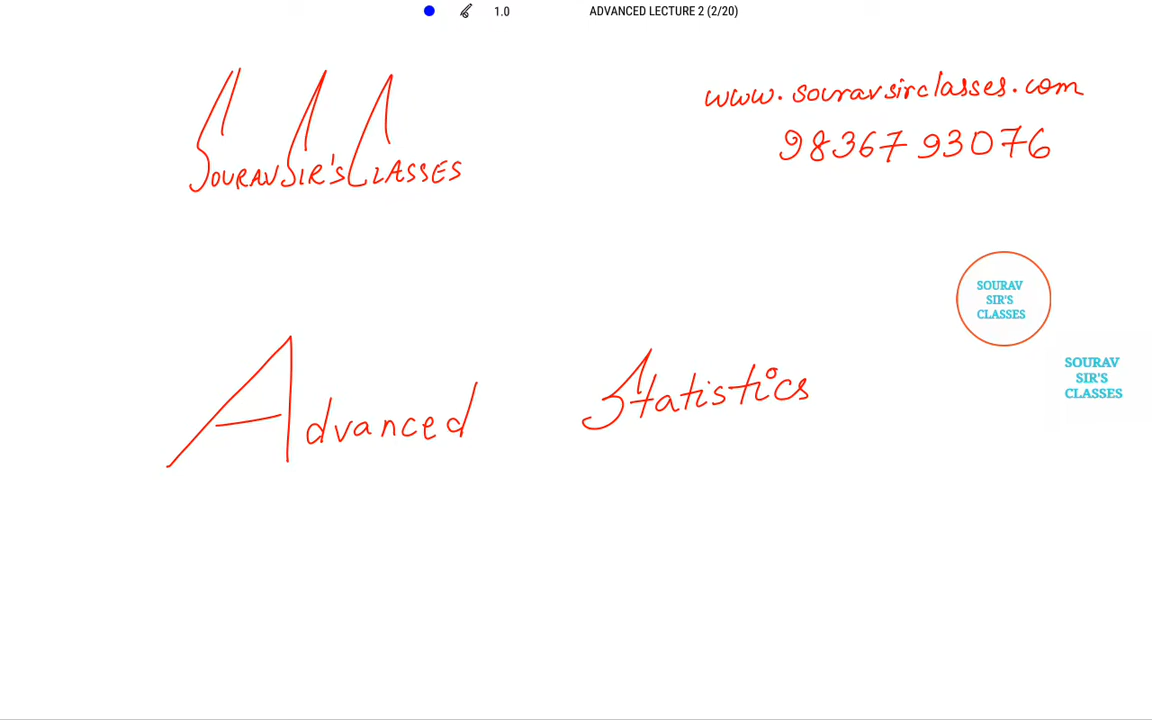 1.0 ADVANCED LECTURE 2 (2/20)
SOURAV SIR'S CLASSES
www.souravsirclasses.com
98367 93076
SOURAV
SIR'S
CLASSES
SOURAV
SIR'S
CLASSES
Advanced Statistics